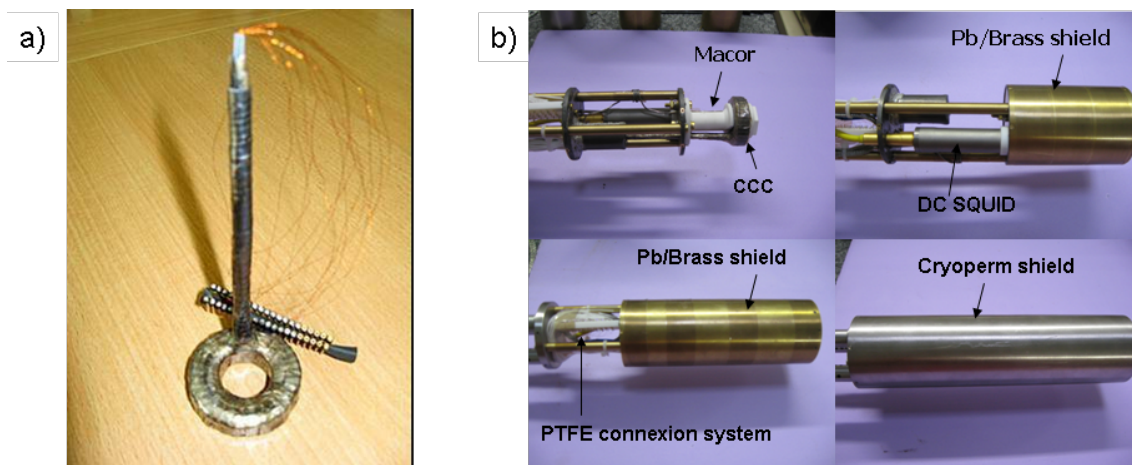 a)
b)
Macor
CCC
Pb/Brass shield
DC SQUID
Pb/Brass shield
PTFE connexion system
Cryoperm shield